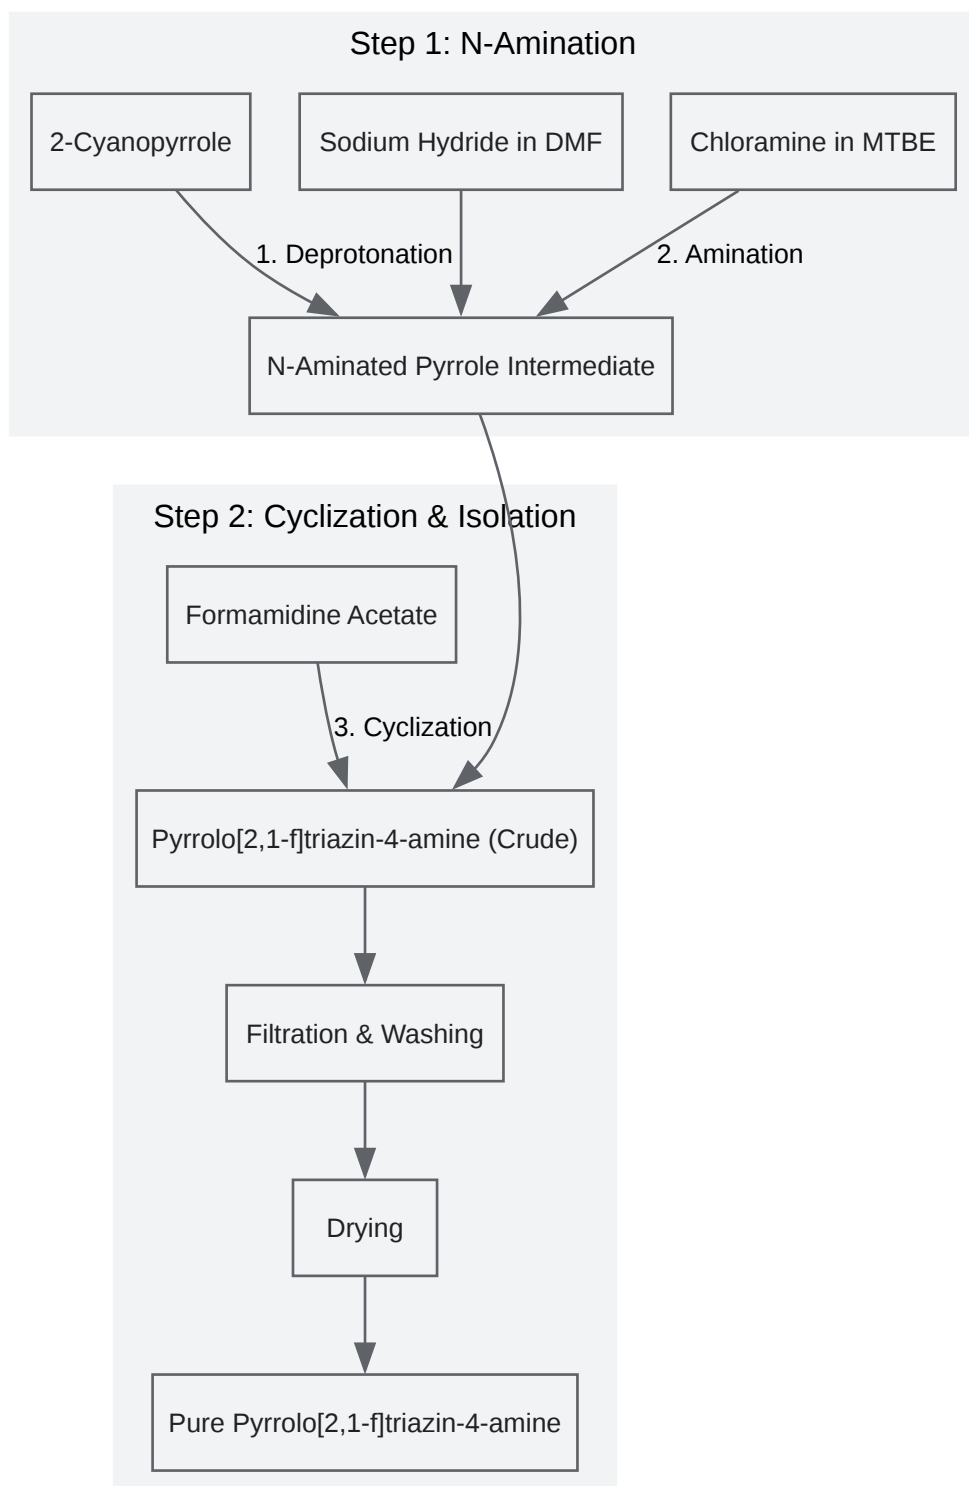 Step 1: N-Amination
2-Cyanopyrrole
Sodium Hydride in DMF
Chloramine in MTBE
1. Deprotonation
2. Amination
N-Aminated Pyrrole Intermediate
Step 2: Cyclization & Isolation
Formamidine Acetate
3. Cyclization
Pyrrolo[2,1-f]triazin-4-amine (Crude)
Filtration & Washing
Drying
Pure Pyrrolo[2,1-f]triazin-4-amine